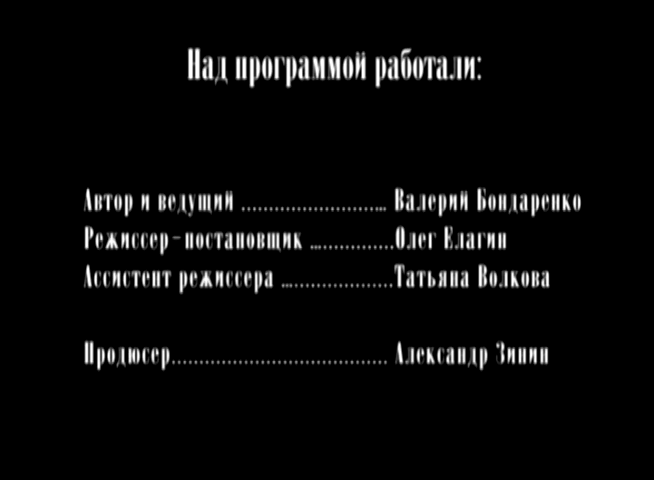 Над программой работали:
Автор и ведущий ........................... Валерий Бондаренко
Режиссер-постановщик ................Олег Елагин
Ассистент режиссера .....................Татьяна Волкова
Продюсер........................................ Александр Зинин